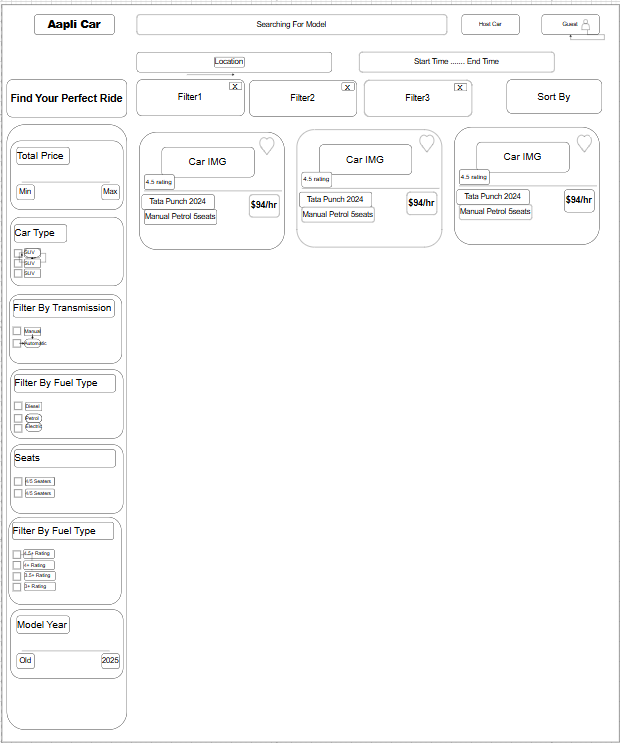 Aapli Car
Searching For Model
Host Car
Guest
Location
Start Time ....... End Time
Find Your Perfect Ride
Filter1
X
Filter2
X
Filter3
X
Sort By
Total Price
Min
Max
Car Type
SUV
SUV
SUV
Filter By Transmission
Manual
Automatic
Filter By Fuel Type
Diesel
Petrol
Electric
Seats
4/5 Seaters
4/5 Seaters
Filter By Fuel Type
4.5+ Rating
4+ Rating
3.5+ Rating
3+ Rating
Model Year
Old
2025
Car IMG
4.5 rating
Tata Punch 2024
Manual Petrol 5seats
$94/hr
Car IMG
4.5 rating
Tata Punch 2024
Manual Petrol 5seats
$94/hr
Car IMG
4.5 rating
Tata Punch 2024
Manual Petrol 5seats
$94/hr